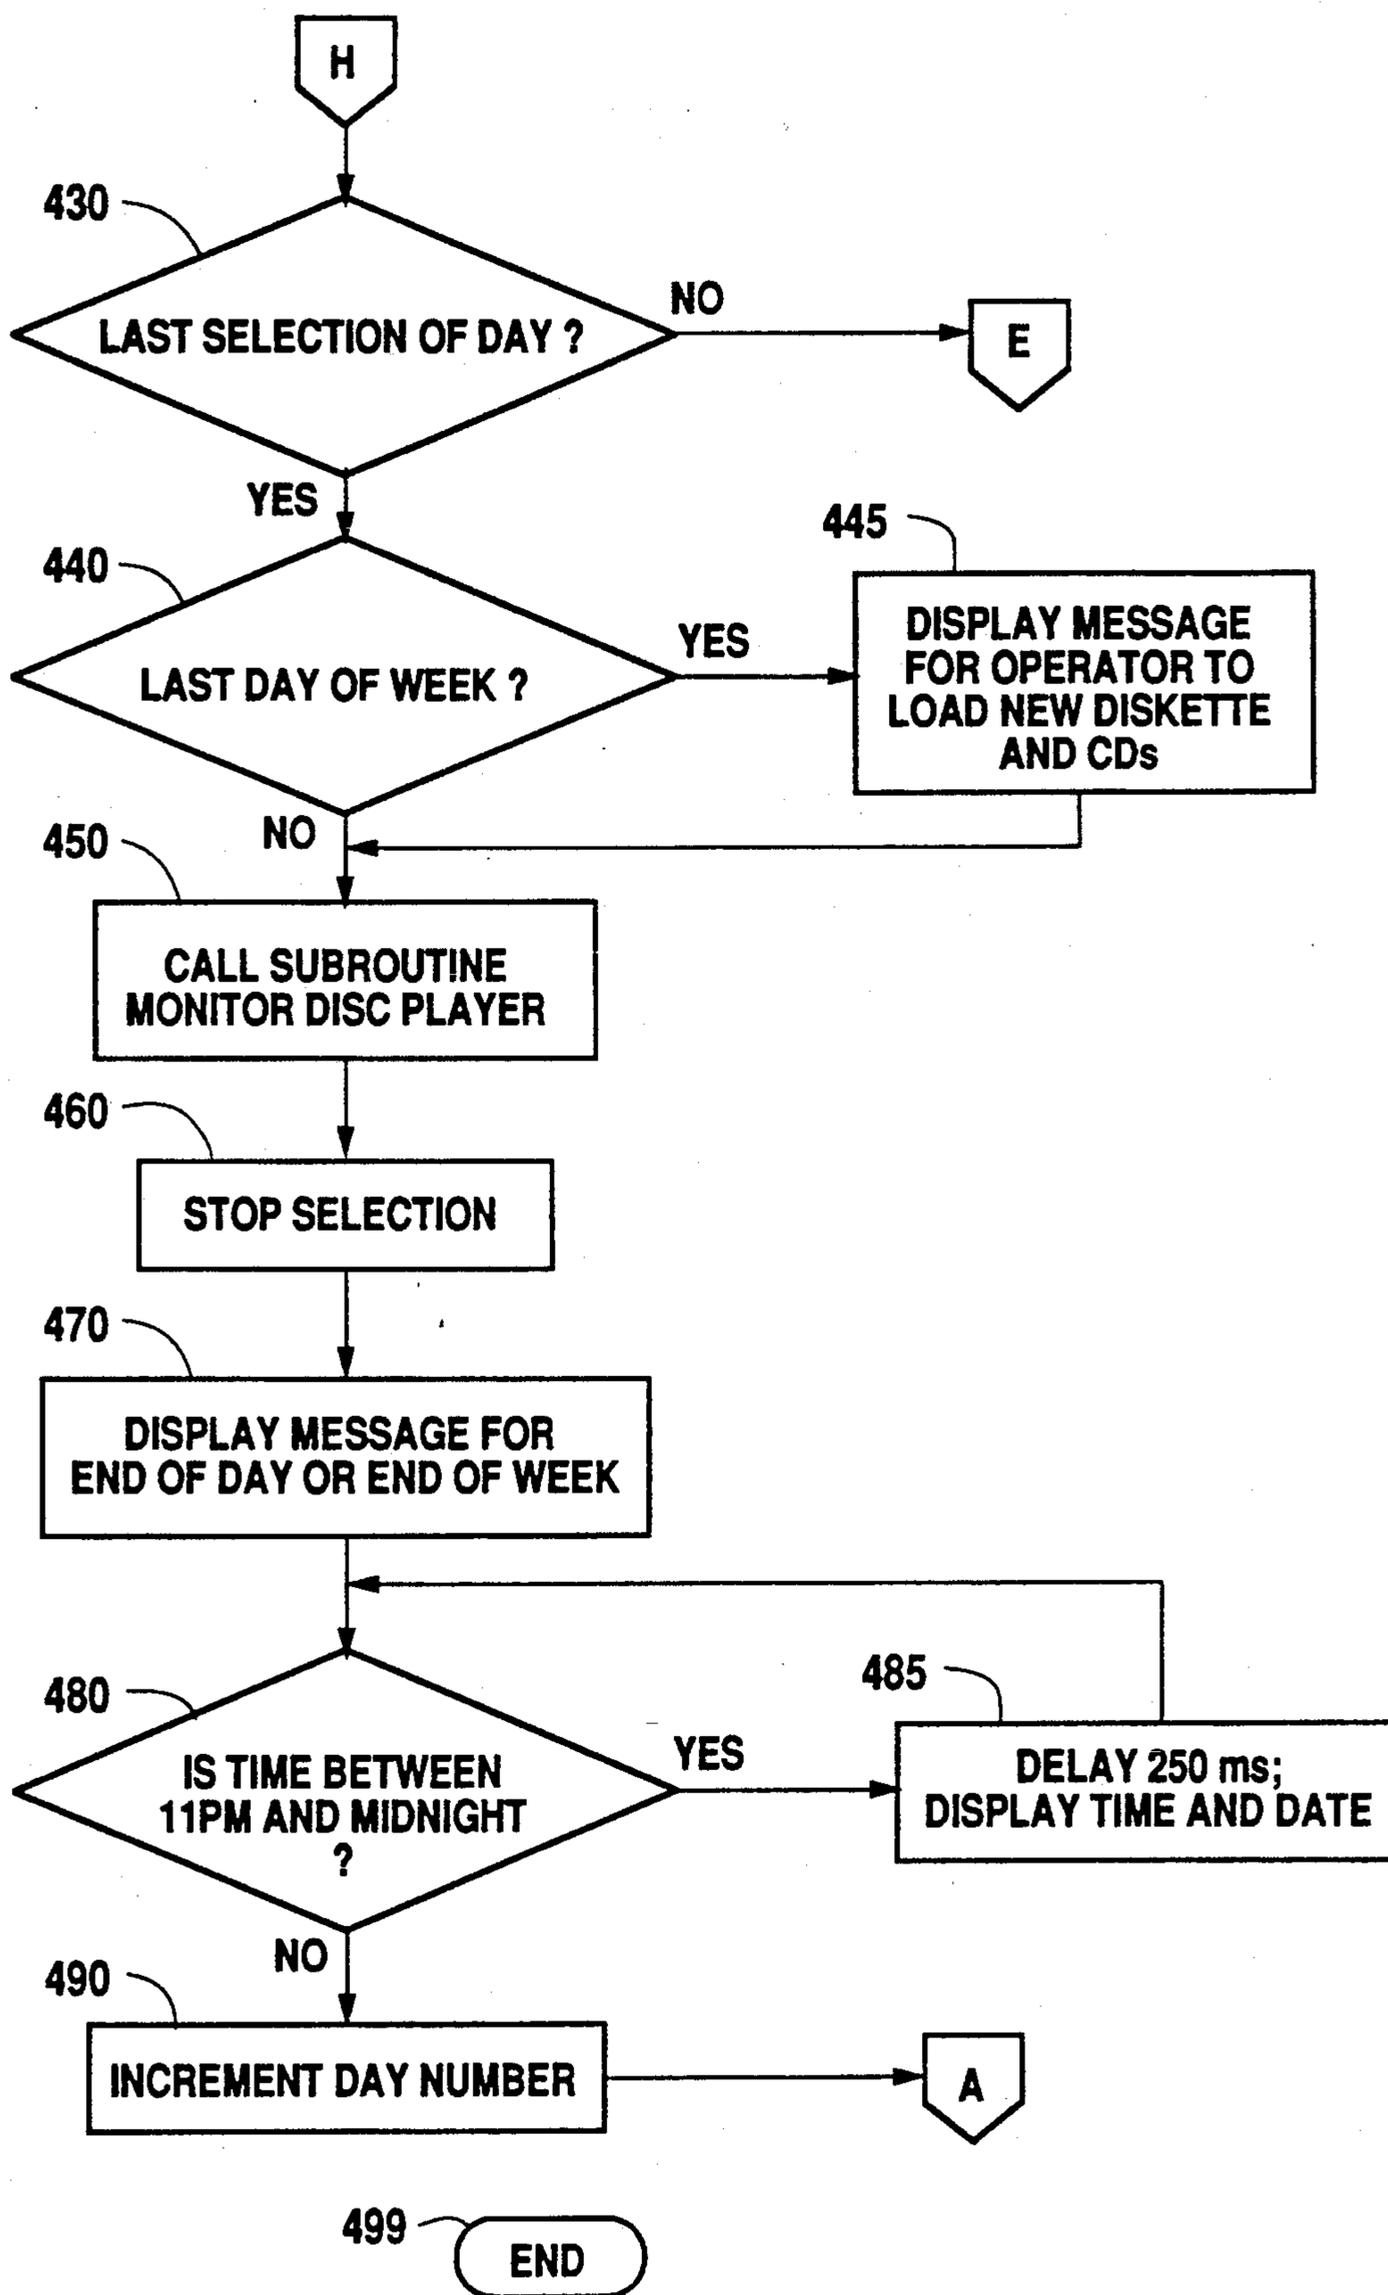 H
430
LAST SELECTION OF DAY ?
NO
E
YES
440
LAST DAY OF WEEK ?
YES
445
DISPLAY MESSAGE
FOR OPERATOR TO
LOAD NEW DISKETTE
AND CDs
NO
450
CALL SUBROUTINE
MONITOR DISC PLAYER
460
STOP SELECTION
470
DISPLAY MESSAGE FOR
END OF DAY OR END OF WEEK
480
IS TIME BETWEEN
11PM AND MIDNIGHT
?
YES
485
DELAY 250 ms;
DISPLAY TIME AND DATE
NO
490
INCREMENT DAY NUMBER
A
499
END